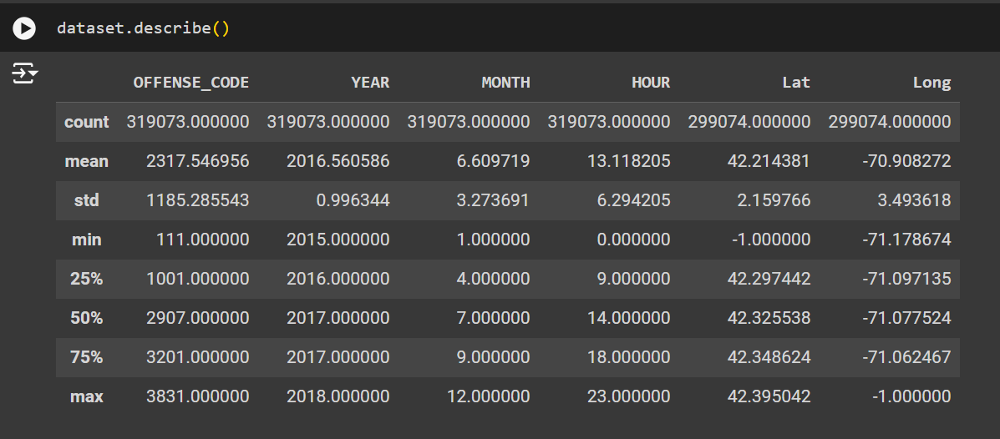 dataset.describe()
OFFENSE_CODE YEAR MONTH HOUR Lat Long
count 319073.000000 319073.000000 319073.000000 319073.000000 299074.000000 299074.000000
mean 2317.546956 2016.560586 6.609719 13.118205 42.214381 -70.908272
std 1185.285543 0.996344 3.273691 6.294205 2.159766 3.493618
min 111.000000 2015.000000 1.000000 0.000000 -1.000000 -71.178674
25% 1001.000000 2016.000000 4.000000 9.000000 42.297442 -71.097135
50% 2907.000000 2017.000000 7.000000 14.000000 42.325538 -71.077524
75% 3201.000000 2017.000000 9.000000 18.000000 42.348624 -71.062467
max 3831.000000 2018.000000 12.000000 23.000000 42.395042 -1.000000